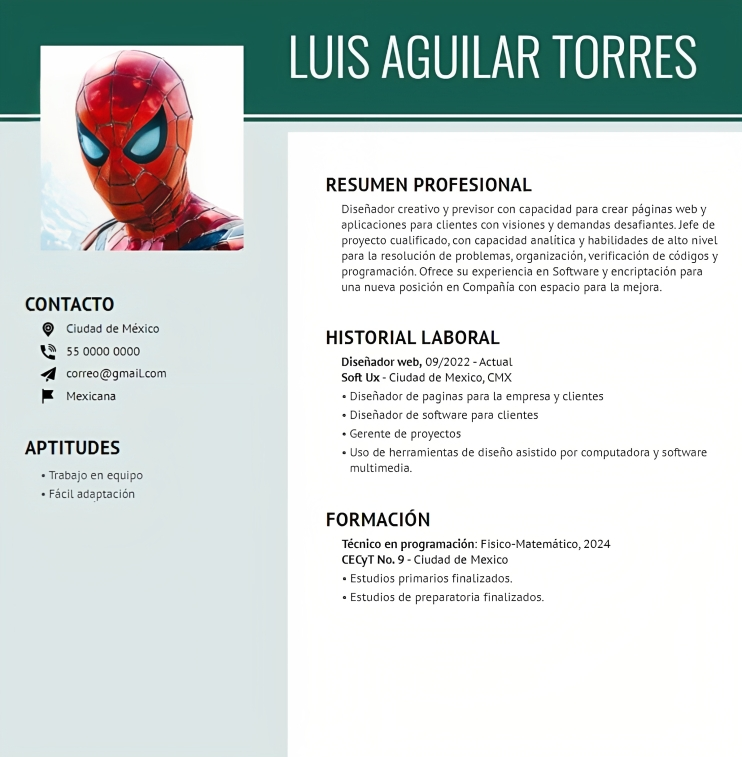 LUIS AGUILAR TORRES
CONTACTO
Ciudad de México
55 0000 0000
correo@gmail.com
Mexicana
APTITUDES
• Trabajo en equipo
• Fácil adaptación
RESUMEN PROFESIONAL
Diseñador creativo y previsor con capacidad para crear páginas web y
aplicaciones para clientes con visiones y demandas desafiantes. Jefe de
proyecto cualificado, con capacidad analítica y habilidades de alto nivel
para la resolución de problemas, organización, verificación de códigos y
programación. Ofrece su experiencia en Software y encriptación para
una nueva posición en Compañía con espacio para la mejora.
HISTORIAL LABORAL
Diseñador web, 09/2022 - Actual
Soft Ux - Ciudad de Mexico, CMX
• Diseñador de paginas para la empresa y clientes
• Diseñador de software para clientes
• Gerente de proyectos
• Uso de herramientas de diseño asistido por computadora y software
multimedia.
FORMACIÓN
Técnico en programación: Fisico-Matemático, 2024
CECyT No. 9 - Ciudad de Mexico
• Estudios primarios finalizados.
• Estudios de preparatoria finalizados.